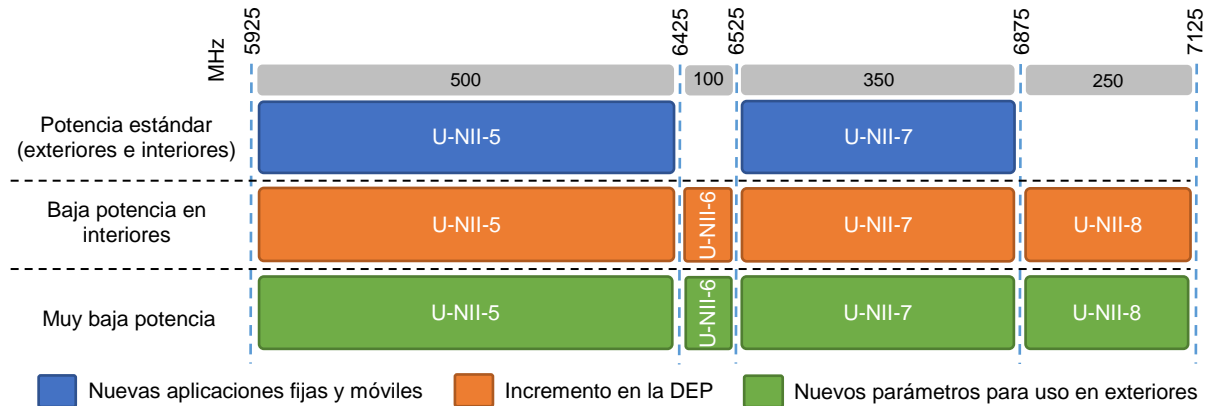 MHz
5925
6425
6525
6875
7125
500
100
350
250
Potencia estándar
(exteriores e interiores)
U-NII-5
U-NII-7
Baja potencia en
interiores
U-NII-5
U-NII-6
U-NII-7
U-NII-8
Muy baja potencia
U-NII-5
U-NII-6
U-NII-7
U-NII-8
Nuevas aplicaciones fijas y móviles
Incremento en la DEP
Nuevos parámetros para uso en exteriores